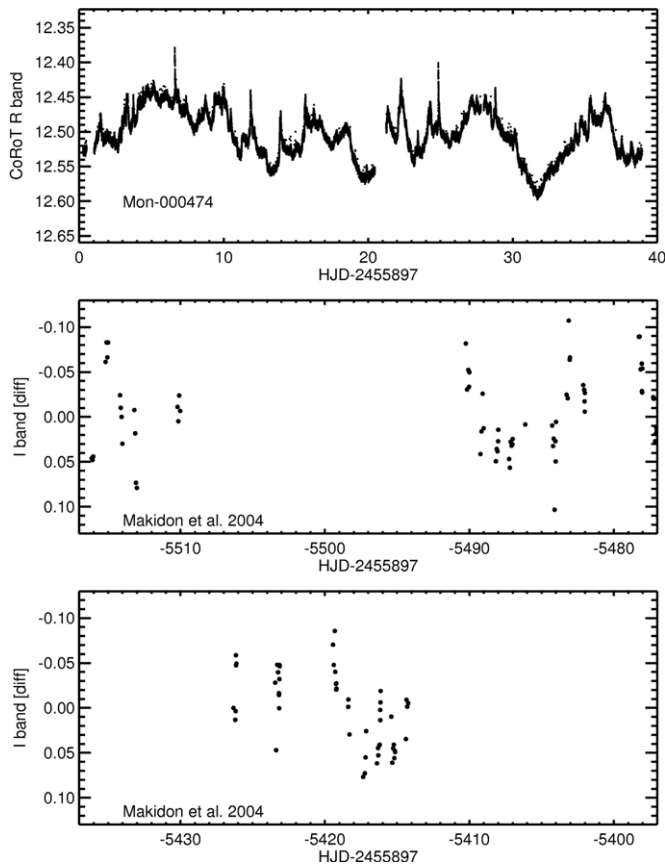 12.35
12.40
12.45
12.50
12.55
12.60
12.65
CoRoT R band
Mon-000474
0 10 20 30 40
HJD-2455897
-0.10
-0.05
0.00
0.05
0.10
I band [diff]
Makidon et al. 2004
-5510 -5500 -5490 -5480
HJD-2455897
-0.10
-0.05
0.00
0.05
0.10
I band [diff]
Makidon et al. 2004
-5430 -5420 -5410 -5400
HJD-2455897